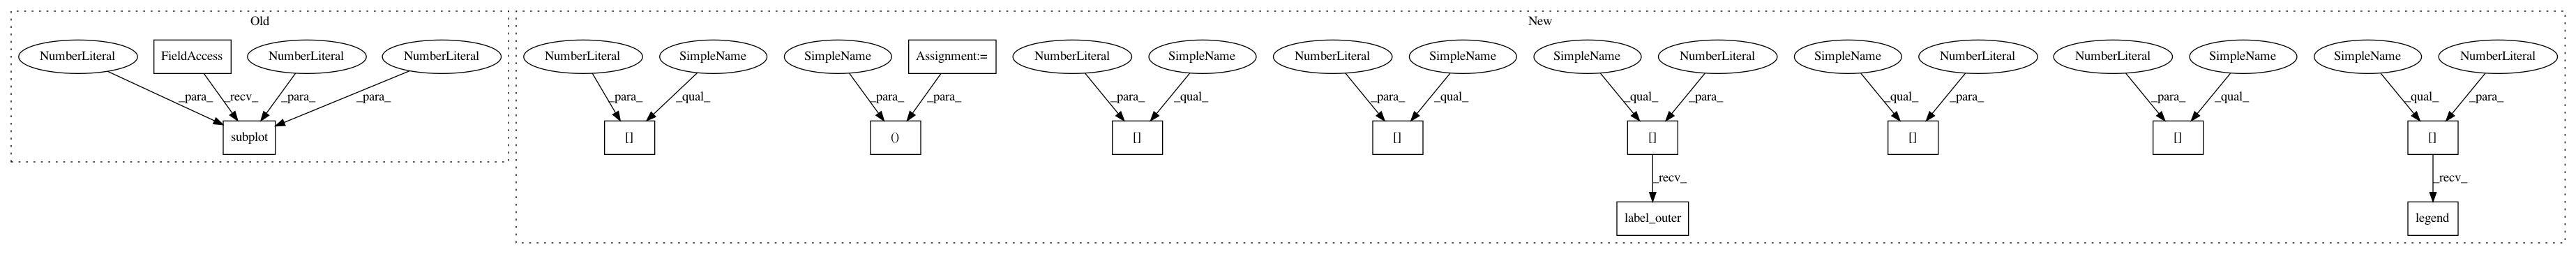 Old
New
NumberLiteral FieldAccess NumberLiteral NumberLiteral NumberLiteral SimpleName SimpleName Assignment:= NumberLiteral SimpleName NumberLiteral SimpleName SimpleName NumberLiteral SimpleName NumberLiteral NumberLiteral SimpleName SimpleName NumberLiteral
_para_ _recv_ _para_ _para_ _para_ _qual_ _para_ _para_ _para_ _qual_ _para_ _qual_ _qual_ _para_ _qual_ _para_ _para_ _qual_ _qual_ _para_
subplot [] () [] [] [] [] [] []
_recv_ _recv_
label_outer legend